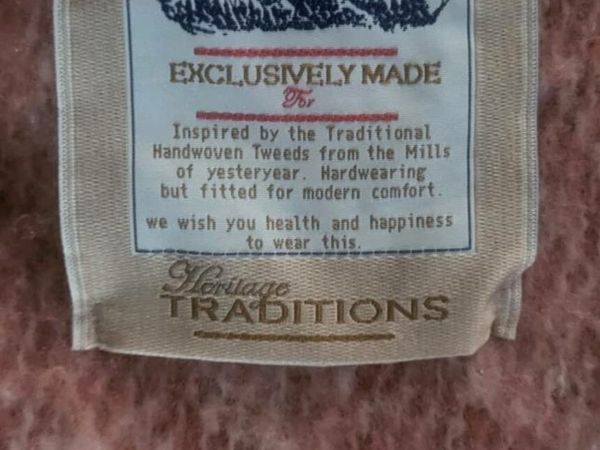 EXCLUSIVELY MADE
For
Inspired by the Traditional
Handwoven Tweeds from the Mills
of yesteryear. Hardwearing
but fitted for modern comfort.
we wish you health and happiness
to wear this.
Heritage
TRADITIONS